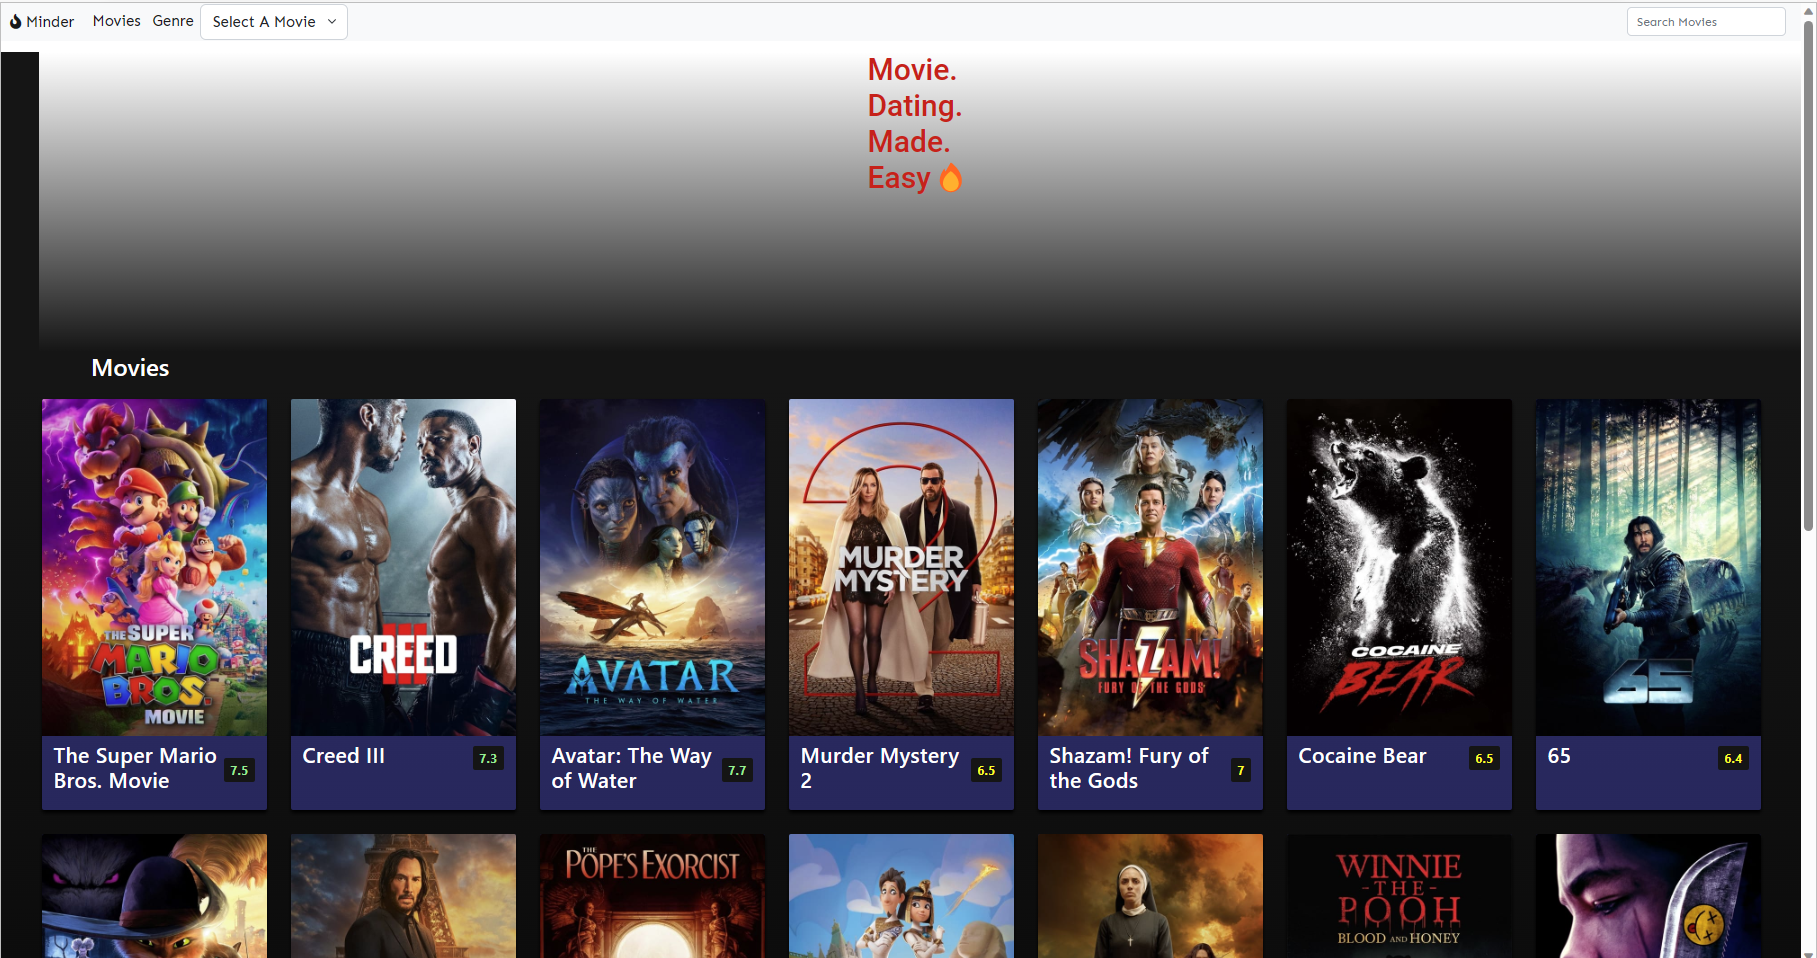 Minder
Movies
Genre
Select A Movie
Search Movies
Movie.
Dating.
Made.
Easy 🔥
Movies
THE SUPER
MARIO
BROS.
MOVIE
CREED
III
AVATAR
THE WAY OF WATER
2
MURDER
MYSTERY
SHAZAM!
FURY OF THE GODS
COCAINE
BEAR
65
The Super Mario
Bros. Movie
7.5
Creed III
7.3
Avatar: The Way
of Water
7.7
Murder Mystery
2
6.5
Shazam! Fury of
the Gods
7
Cocaine Bear
6.5
65
6.4
THE
POPE'S EXORCIST
WINNIE
-THE-
POOH
BLOOD AND HONEY